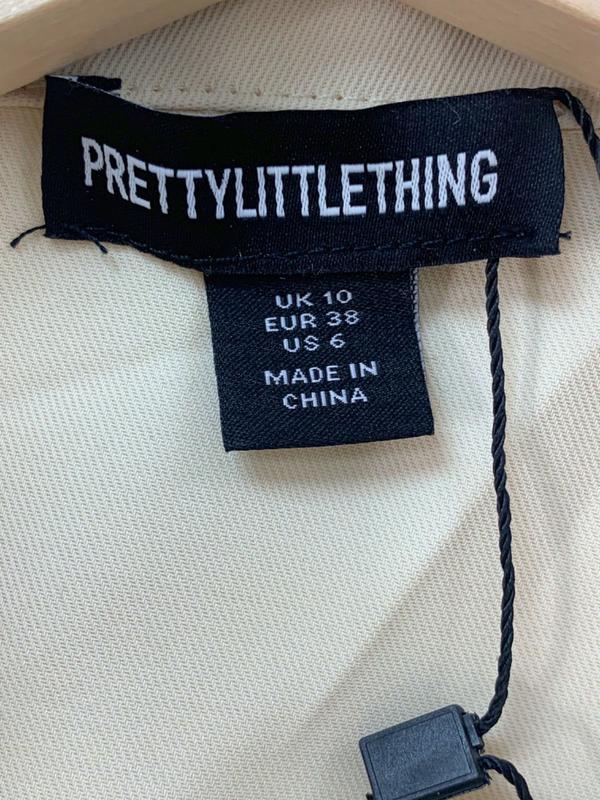 PRETTYLITTLETHING
UK 10
EUR 38
US 6
MADE IN
CHINA